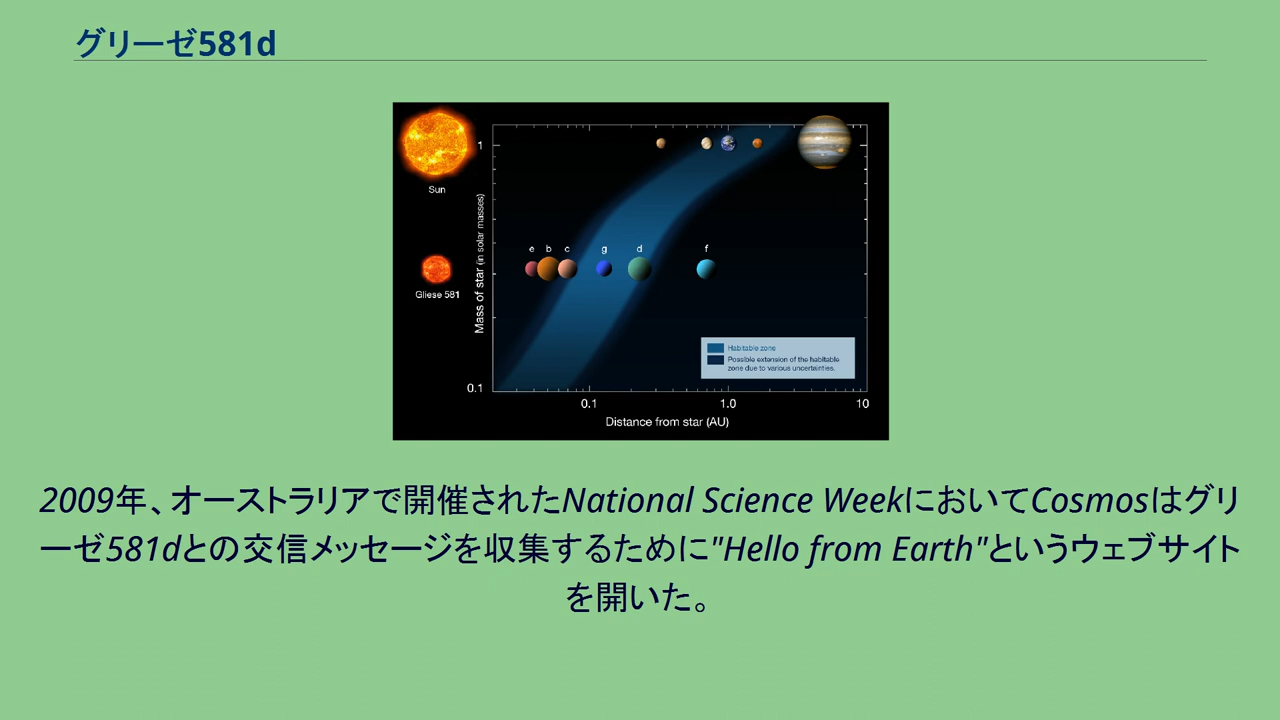 グリーゼ581d
Sun
Gliese 581
Mass of star (in solar masses)
1
0.1
e b c g d f
Habitable zone
Possible extension of the habitable
zone due to various uncertainties.
0.1 1.0 10
Distance from star (AU)
2009年、オーストラリアで開催されたNational Science WeekにおいてCosmosはグリ
ーゼ581dとの交信メッセージを収集するために"Hello from Earth"というウェブサイト
を開いた。